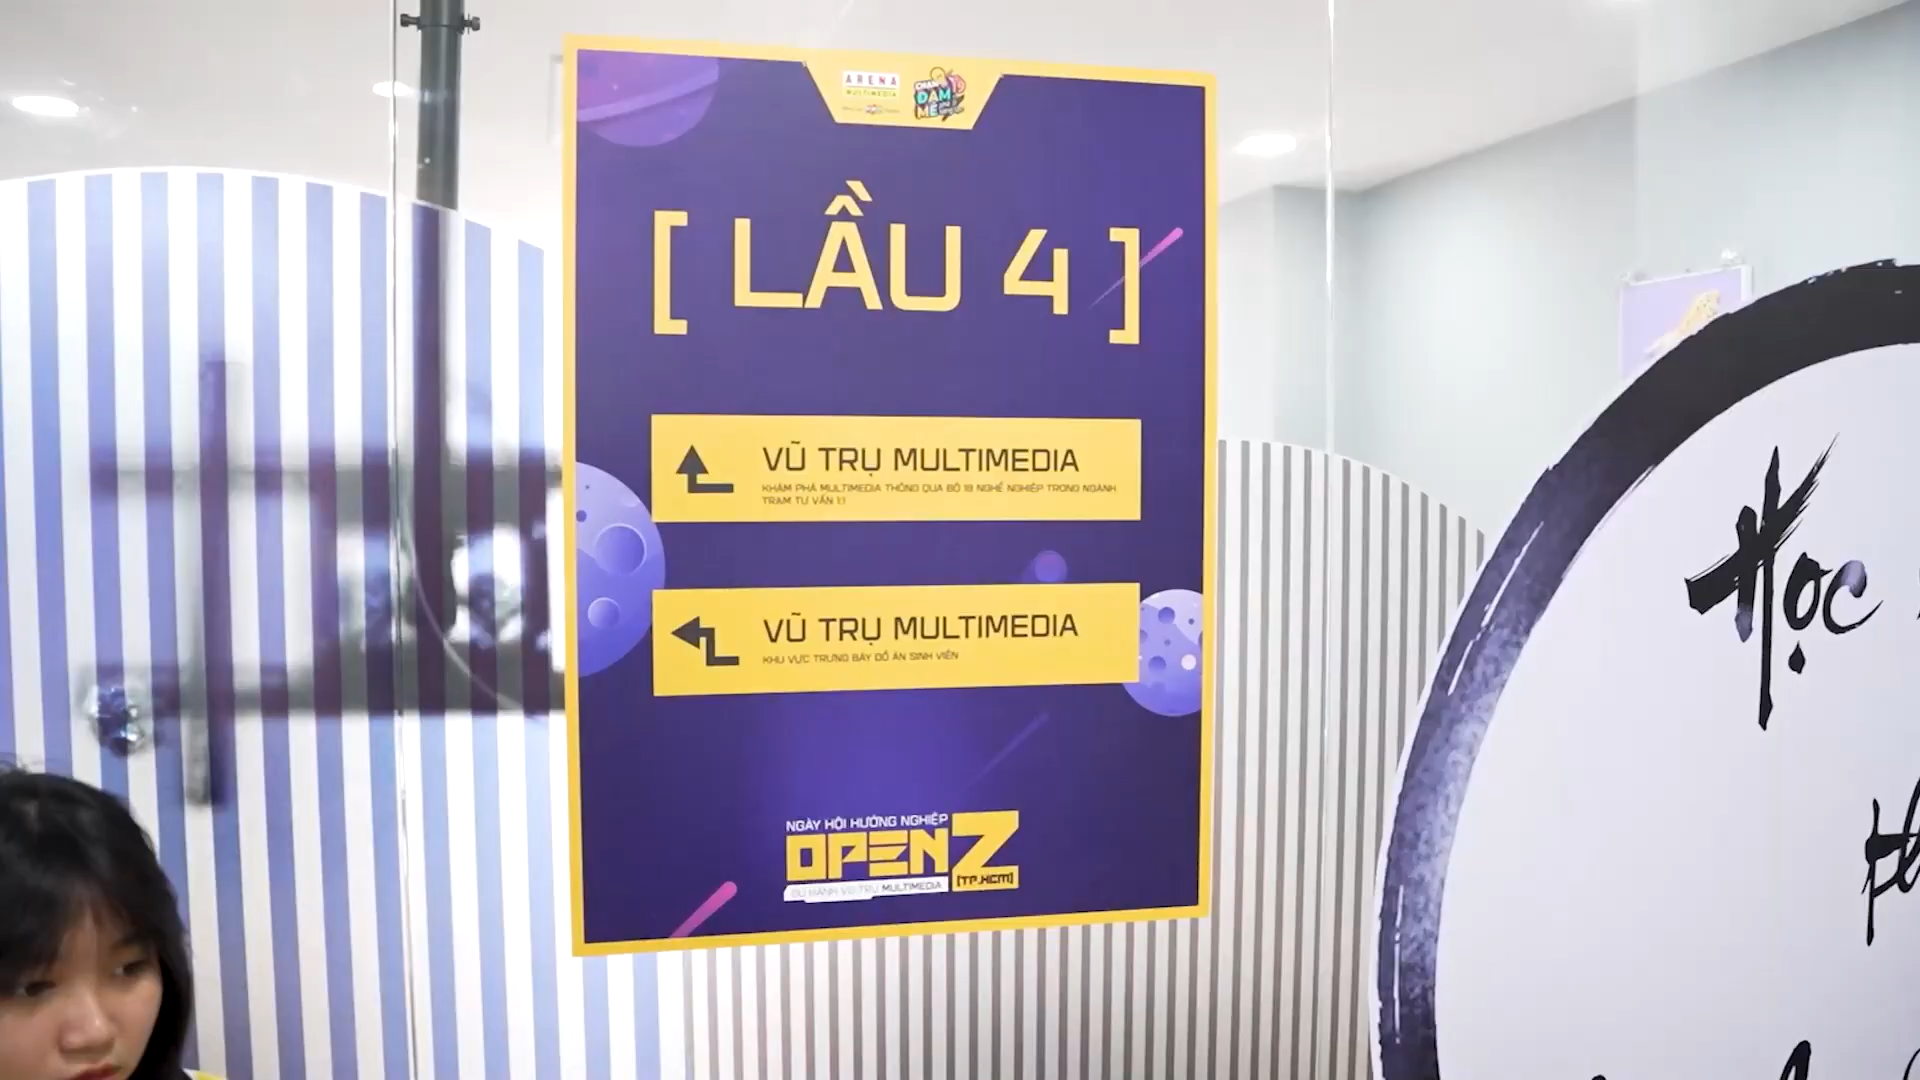 ARENA
MULTIMEDIA
ĐAM
MÊ
[ LẦU 4 ]
VŨ TRỤ MULTIMEDIA
KHÁM PHÁ MULTIMEDIA THÔNG QUA BỘ 19 NGHỀ NGHIỆP TRONG NGÀNH
TRẠM TƯ VẤN 1:1
VŨ TRỤ MULTIMEDIA
KHU VỰC TRƯNG BÀY ĐỒ ÁN SINH VIÊN
NGÀY HỘI HƯỚNG NGHIỆP
OPEN Z
DU HÀNH VŨ TRỤ MULTIMEDIA
[TP.HCM]
Học